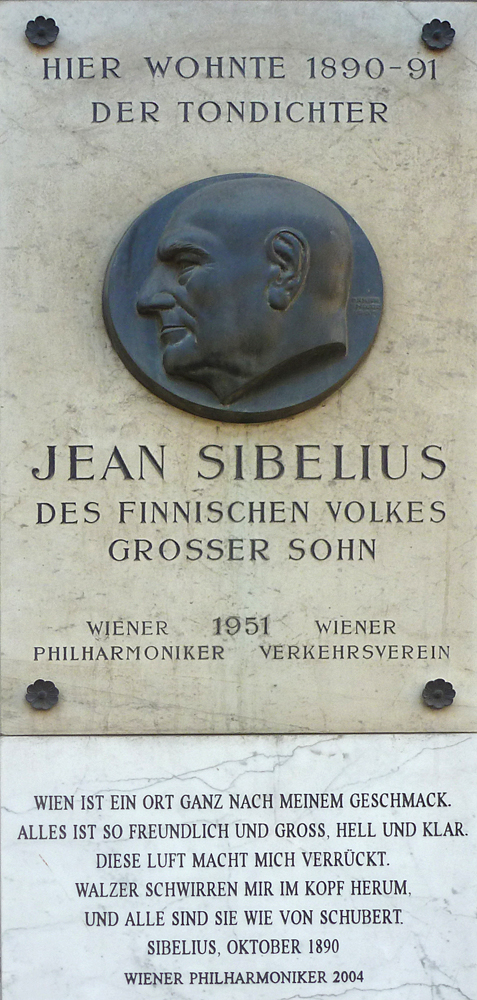 HIER WOHNTE 1890-91
DER TONDICHTER
JEAN SIBELIUS
DES FINNISCHEN VOLKES
GROSSER SOHN
WIENER 1951 WIENER
PHILHARMONIKER VERKEHRSVEREIN
WIEN IST EIN ORT GANZ NACH MEINEM GESCHMACK.
ALLES IST SO FREUNDLICH UND GROSS, HELL UND KLAR.
DIESE LUFT MACHT MICH VERRÜCKT.
WALZER SCHWIRREN MIR IM KOPF HERUM,
UND ALLE SIND SIE WIE VON SCHUBERT.
SIBELIUS, OKTOBER 1890
WIENER PHILHARMONIKER 2004